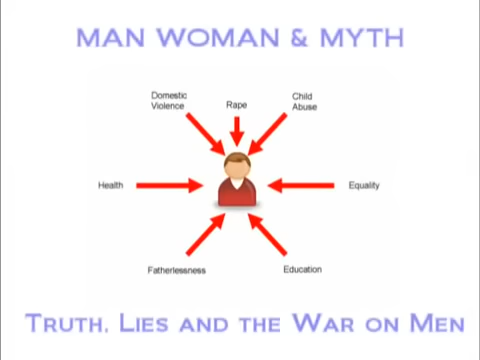 MAN WOMAN & MYTH
Domestic
Violence
Rape
Child
Abuse
Health
Equality
Fatherlessness
Education
TRUTH, LIES AND THE WAR ON MEN